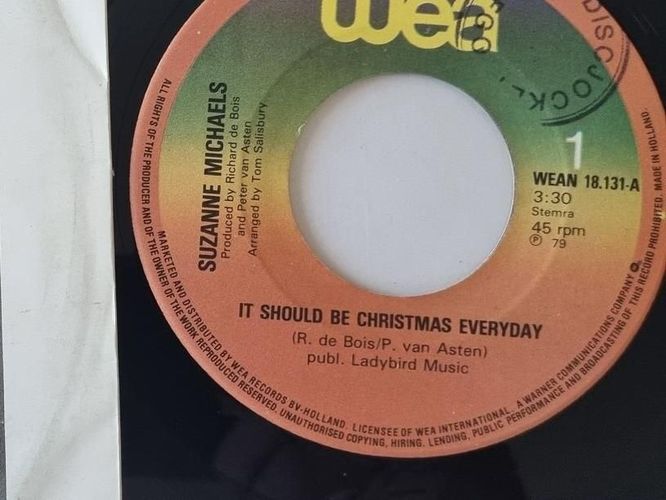 wea
DISC JOCK
1
WEAN 18.131-A
3:30
Stemra
45 rpm
Ⓟ 79
SUZANNE MICHAELS
Produced by Richard de Bois
and Peter van Asten
Arranged by Tom Salisbury
IT SHOULD BE CHRISTMAS EVERYDAY
(R. de Bois/P. van Asten)
publ. Ladybird Music
ALL RIGHTS OF THE PRODUCER AND OF THE OWNER OF THE WORK REPRODUCED RESERVED. UNAUTHORISED COPYING, HIRING, LENDING, PUBLIC PERFORMANCE AND BROADCASTING OF THIS RECORD PROHIBITED. MADE IN HOLLAND.
MARKETED AND DISTRIBUTED BY WEA RECORDS BV-HOLLAND. LICENSEE OF WEA INTERNATIONAL. A WARNER COMMUNICATIONS COMPANY